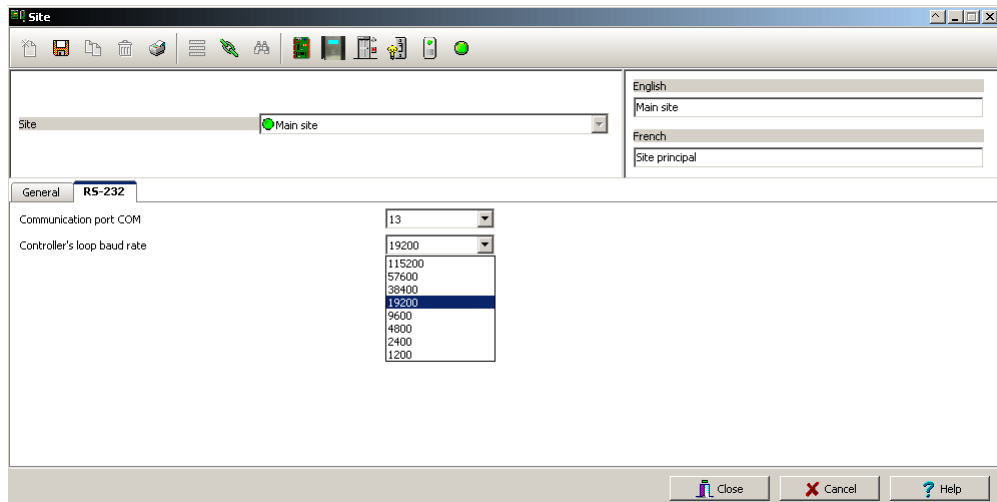 Site
English
Main site
Site
Main site
French
Site principal
General
RS-232
Communication port COM
13
Controller's loop baud rate
19200
115200
57600
38400
19200
9600
4800
2400
1200
Close
Cancel
? Help